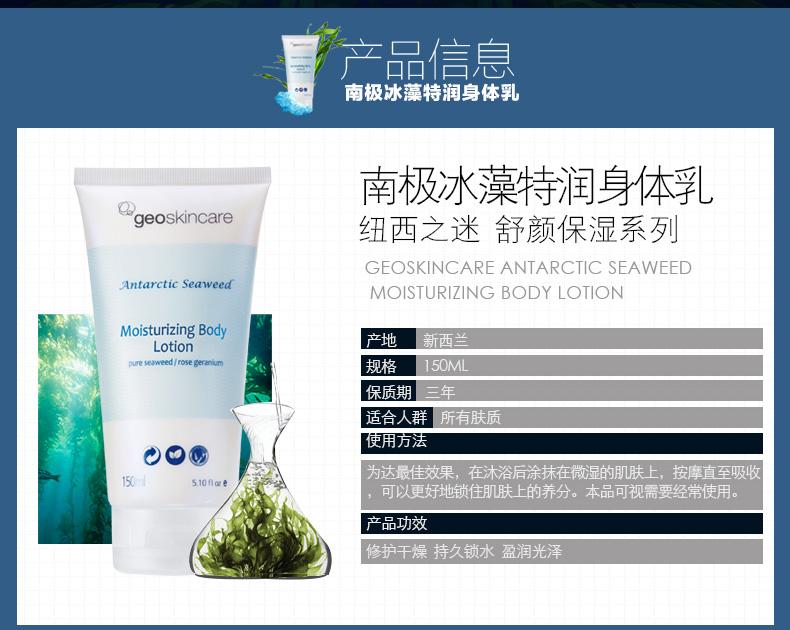 产品信息
南极冰藻特润身体乳
geoskincare
Antarctic Seaweed
Moisturizing Body
Lotion
pure seaweed / rose geranium
150ml 5.10 fl oz e
南极冰藻特润身体乳
纽西之迷 舒颜保湿系列
GEOSKINCARE ANTARCTIC SEAWEED
MOISTURIZING BODY LOTION
产地 新西兰
规格 150ML
保质期 三年
适合人群 所有肤质
使用方法
为达最佳效果，在沐浴后涂抹在微湿的肌肤上，按摩直至吸收
，可以更好地锁住肌肤上的养分。本品可视需要经常使用。
产品功效
修护干燥 持久锁水 盈润光泽